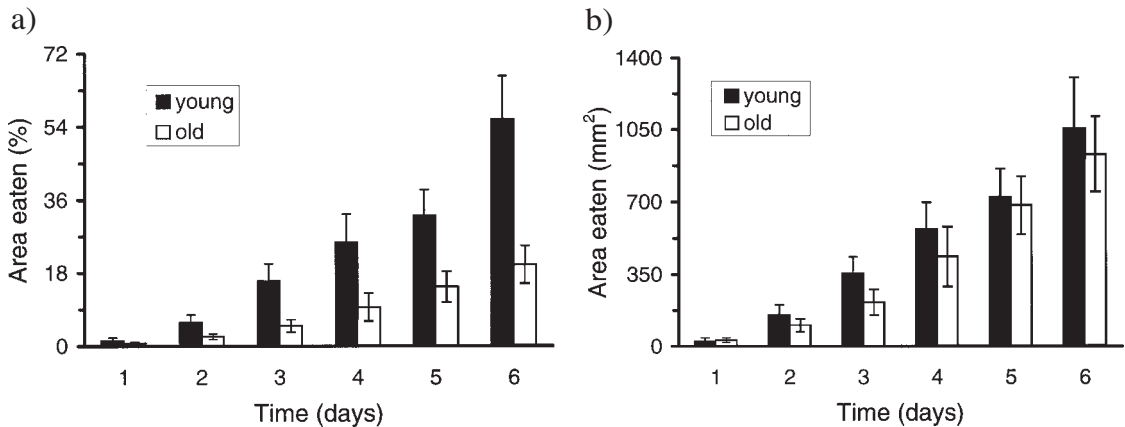 a)
72
54
36
18
0
Area eaten (%)
young
old
1 2 3 4 5 6
Time (days)
b)
1400
1050
700
350
0
Area eaten (mm²)
young
old
1 2 3 4 5 6
Time (days)